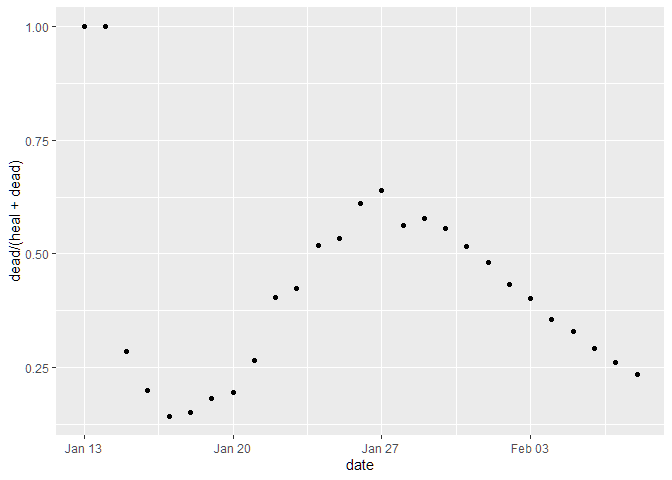 1.00
0.75
0.50
0.25
dead/(heal + dead)
Jan 13
Jan 20
Jan 27
Feb 03
date